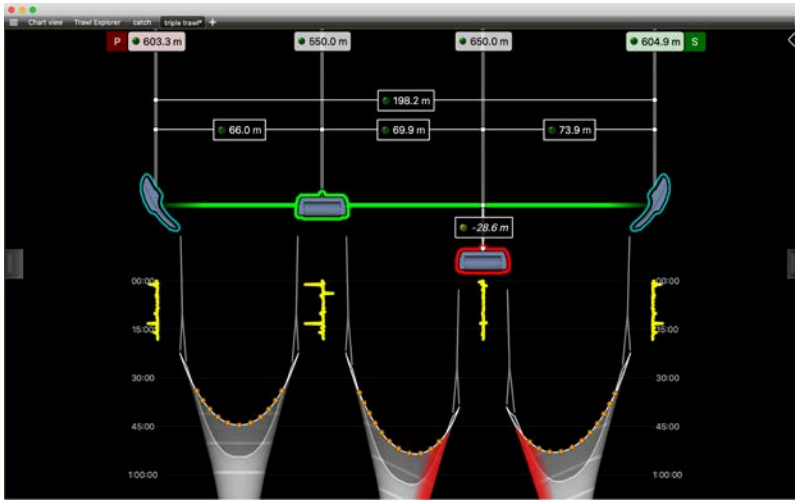 Chart view Trawl Explorer catch triple trawl* +
P 603.3 m 550.0 m 650.0 m 604.9 m S
198.2 m
66.0 m 69.9 m 73.9 m
-28.6 m
00:00 00:00
15:00 15:00
30:00 30:00
45:00 45:00
1:00:00 1:00:00